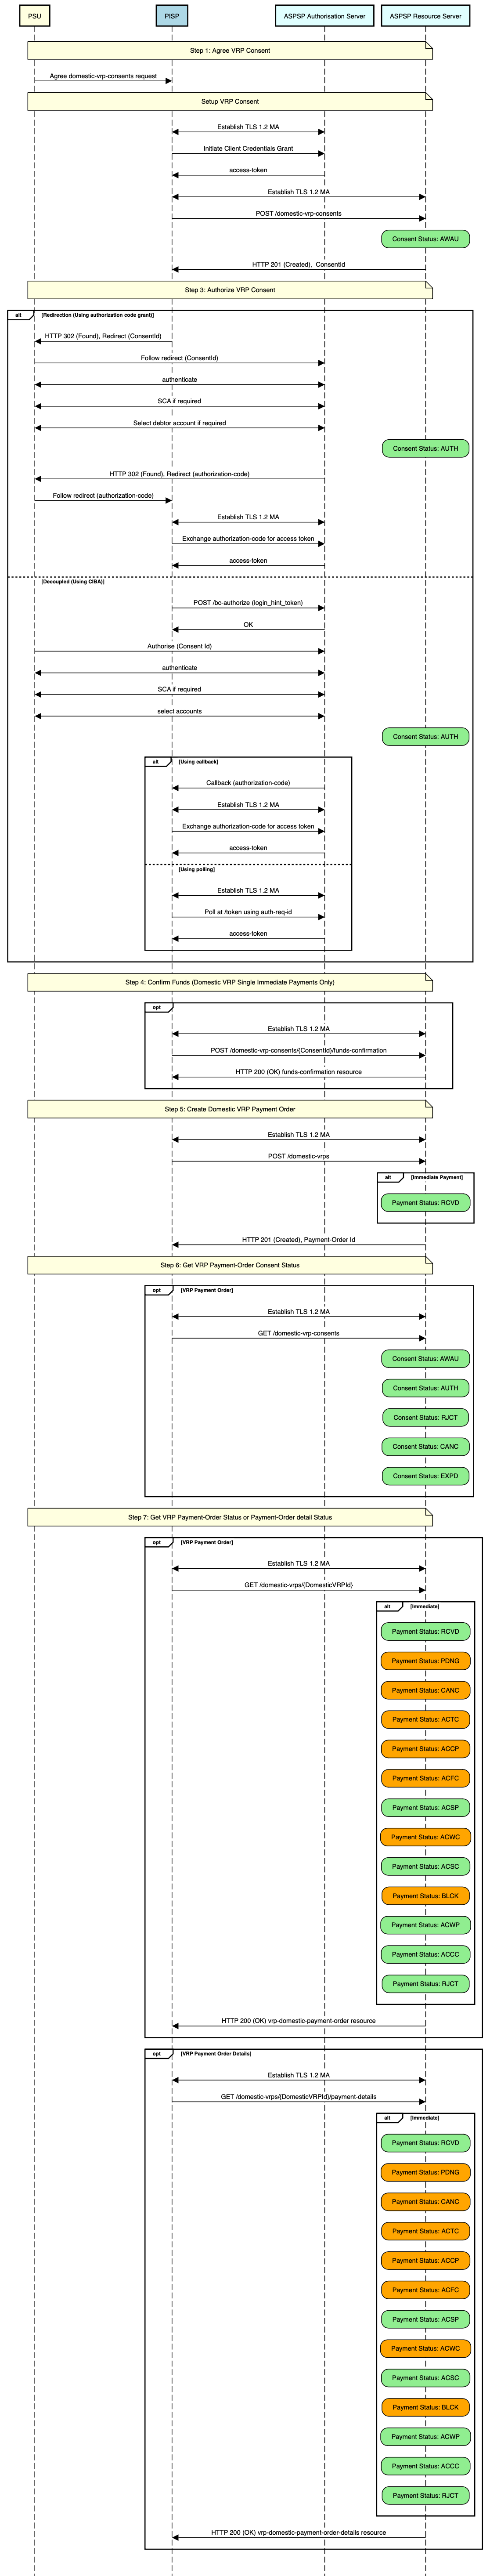 PSU
PISP
ASPSP Authorisation Server
ASPSP Resource Server
Step 1: Agree VRP Consent
Agree domestic-vrp-consents request
Setup VRP Consent
Establish TLS 1.2 MA
Initiate Client Credentials Grant
access-token
Establish TLS 1.2 MA
POST /domestic-vrp-consents
Consent Status: AWAU
HTTP 201 (Created), ConsentId
Step 3: Authorize VRP Consent
alt
[Redirection (Using authorization code grant)]
HTTP 302 (Found), Redirect (ConsentId)
Follow redirect (ConsentId)
authenticate
SCA if required
Select debtor account if required
Consent Status: AUTH
HTTP 302 (Found), Redirect (authorization-code)
Follow redirect (authorization-code)
Establish TLS 1.2 MA
Exchange authorization-code for access token
access-token
[Decoupled (Using CIBA)]
POST /bc-authorize (login_hint_token)
OK
Authorise (Consent Id)
authenticate
SCA if required
select accounts
Consent Status: AUTH
alt
[Using callback]
Callback (authorization-code)
Establish TLS 1.2 MA
Exchange authorization-code for access token
access-token
[Using polling]
Establish TLS 1.2 MA
Poll at /token using auth-req-id
access-token
Step 4: Confirm Funds (Domestic VRP Single Immediate Payments Only)
opt
Establish TLS 1.2 MA
POST /domestic-vrp-consents/{ConsentId}/funds-confirmation
HTTP 200 (OK) funds-confirmation resource
Step 5: Create Domestic VRP Payment Order
Establish TLS 1.2 MA
POST /domestic-vrps
alt
[Immediate Payment]
Payment Status: RCVD
HTTP 201 (Created), Payment-Order Id
Step 6: Get VRP Payment-Order Consent Status
opt
[VRP Payment Order]
Establish TLS 1.2 MA
GET /domestic-vrp-consents
Consent Status: AWAU
Consent Status: AUTH
Consent Status: RJCT
Consent Status: CANC
Consent Status: EXPD
Step 7: Get VRP Payment-Order Status or Payment-Order detail Status
opt
[VRP Payment Order]
Establish TLS 1.2 MA
GET /domestic-vrps/{DomesticVRPId}
alt
[Immediate]
Payment Status: RCVD
Payment Status: PDNG
Payment Status: CANC
Payment Status: ACTC
Payment Status: ACCP
Payment Status: ACFC
Payment Status: ACSP
Payment Status: ACWC
Payment Status: ACSC
Payment Status: BLCK
Payment Status: ACWP
Payment Status: ACCC
Payment Status: RJCT
HTTP 200 (OK) vrp-domestic-payment-order resource
opt
[VRP Payment Order Details]
Establish TLS 1.2 MA
GET /domestic-vrps/{DomesticVRPId}/payment-details
alt
[Immediate]
Payment Status: RCVD
Payment Status: PDNG
Payment Status: CANC
Payment Status: ACTC
Payment Status: ACCP
Payment Status: ACFC
Payment Status: ACSP
Payment Status: ACWC
Payment Status: ACSC
Payment Status: BLCK
Payment Status: ACWP
Payment Status: ACCC
Payment Status: RJCT
HTTP 200 (OK) vrp-domestic-payment-order-details resource